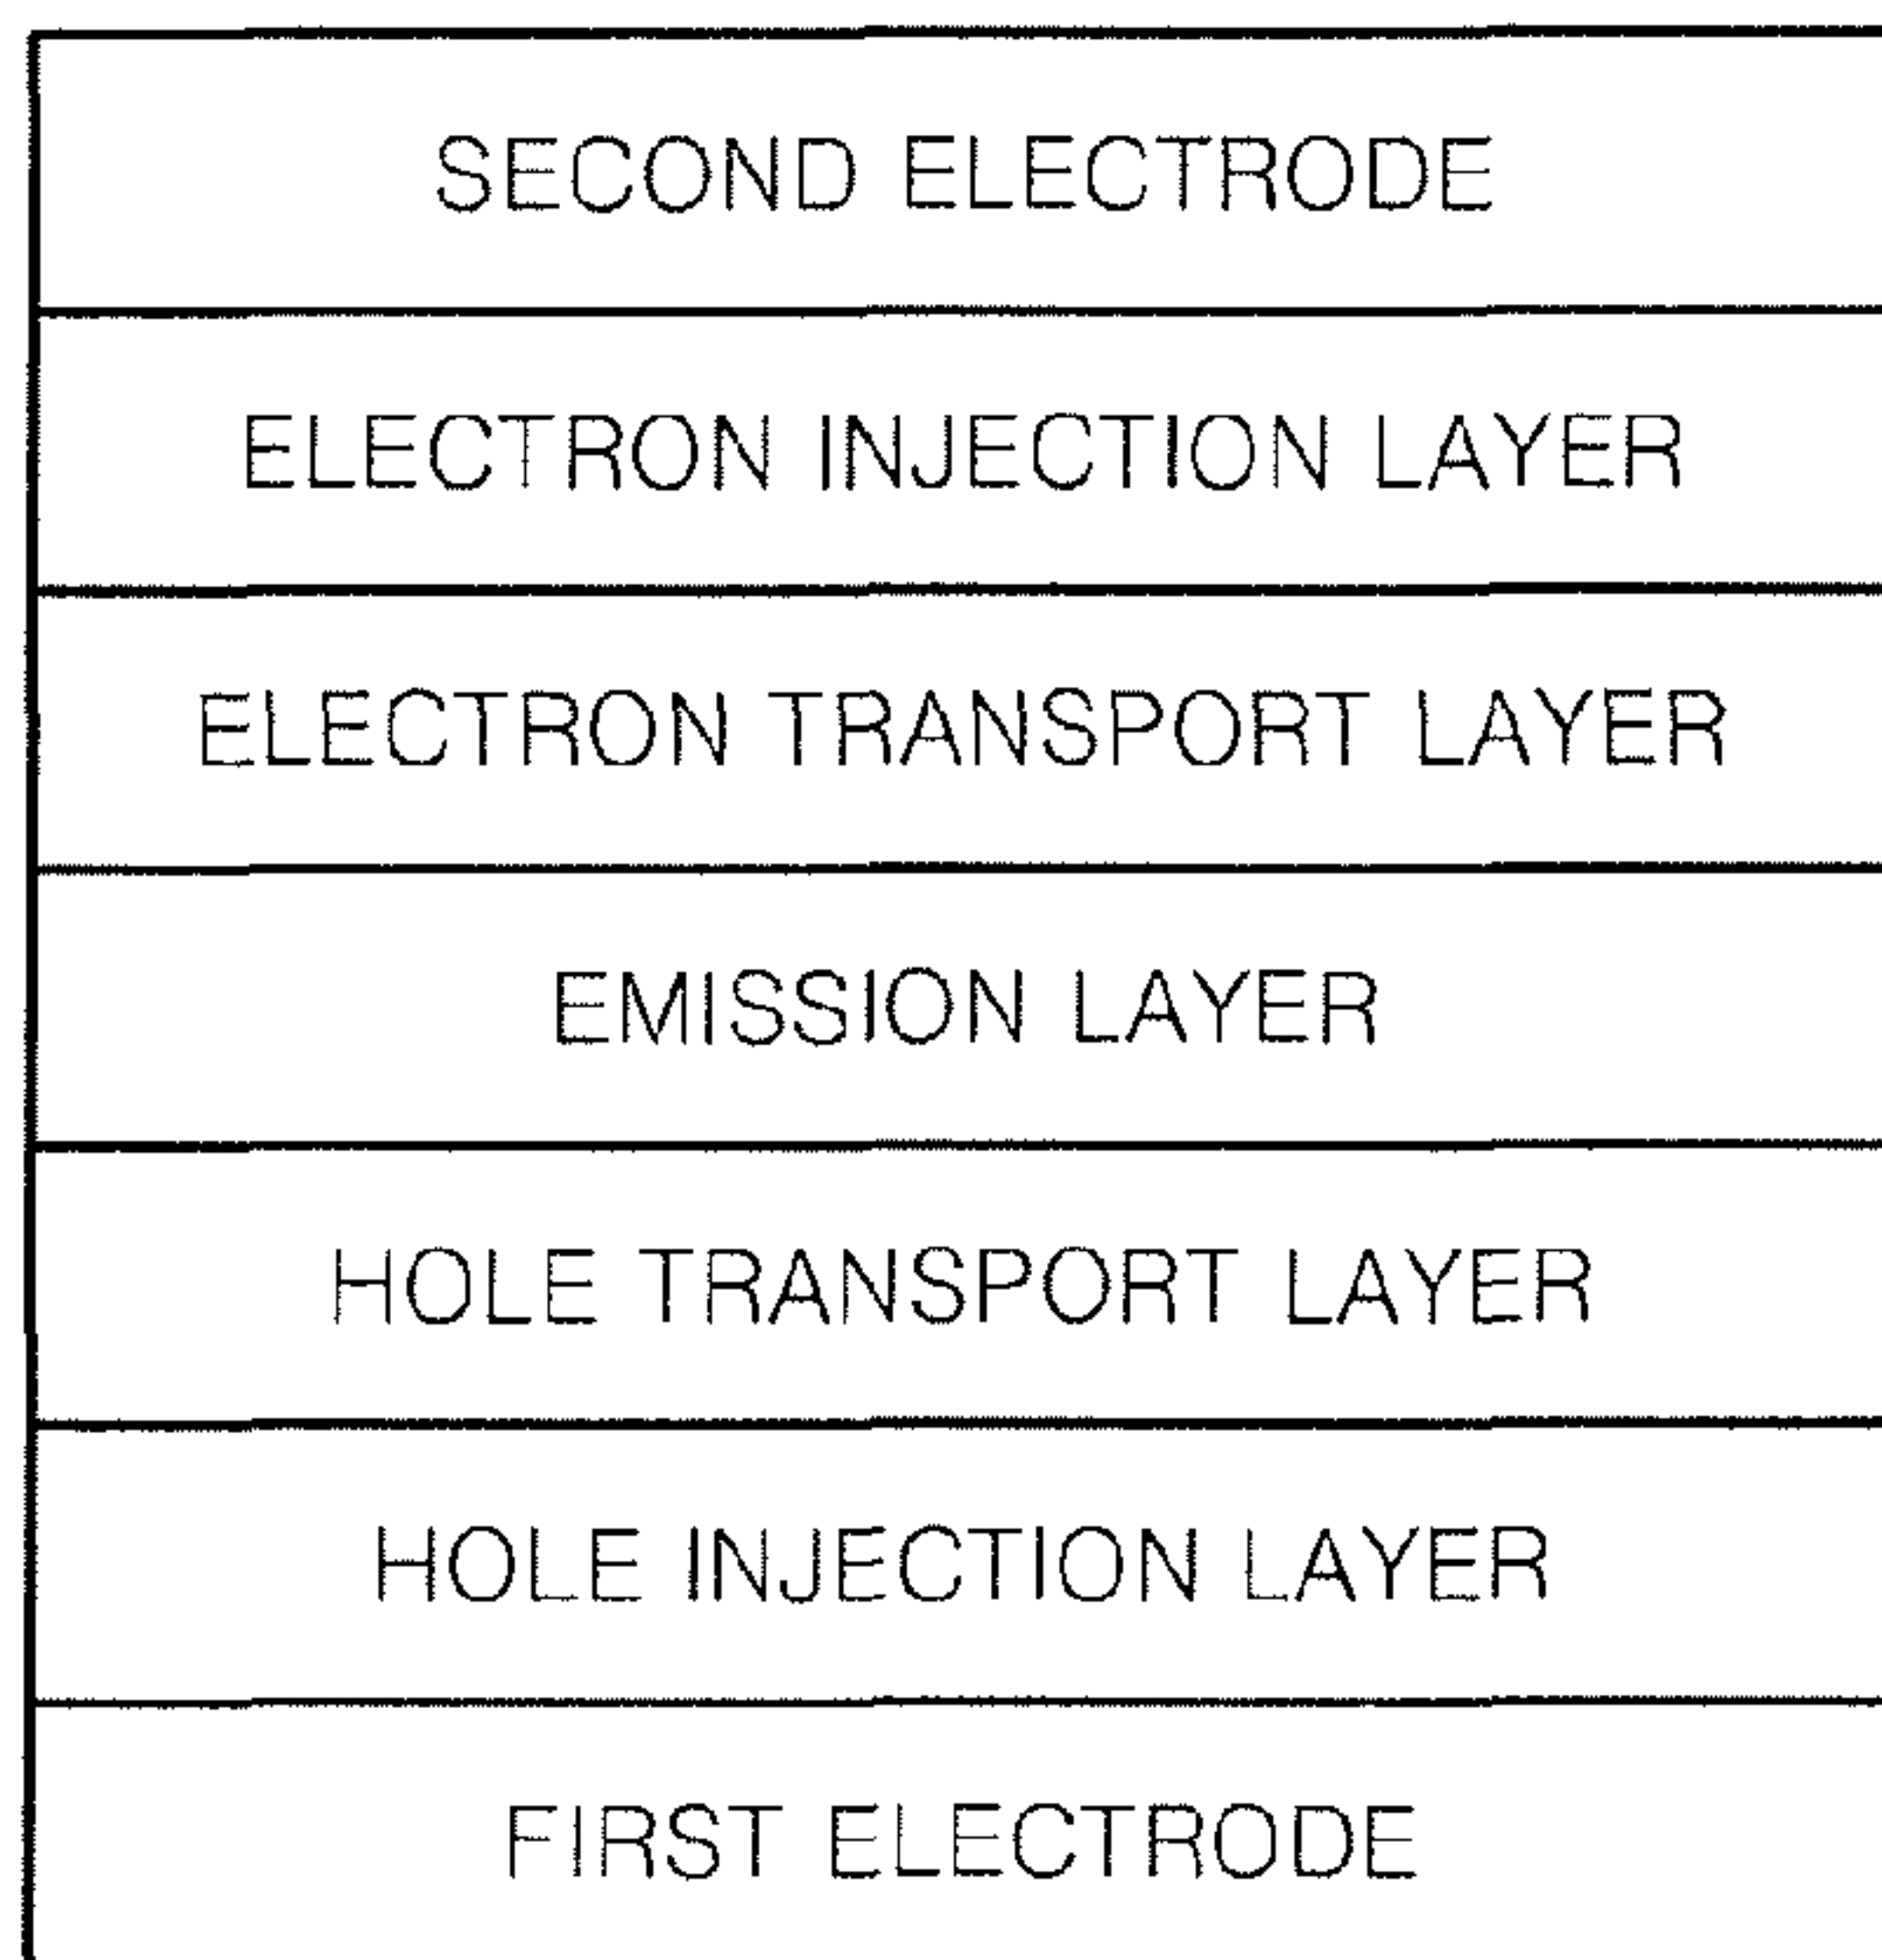 SECOND ELECTRODE
ELECTRON INJECTION LAYER
ELECTRON TRANSPORT LAYER
EMISSION LAYER
HOLE TRANSPORT LAYER
HOLE INJECTION LAYER
FIRST ELECTRODE